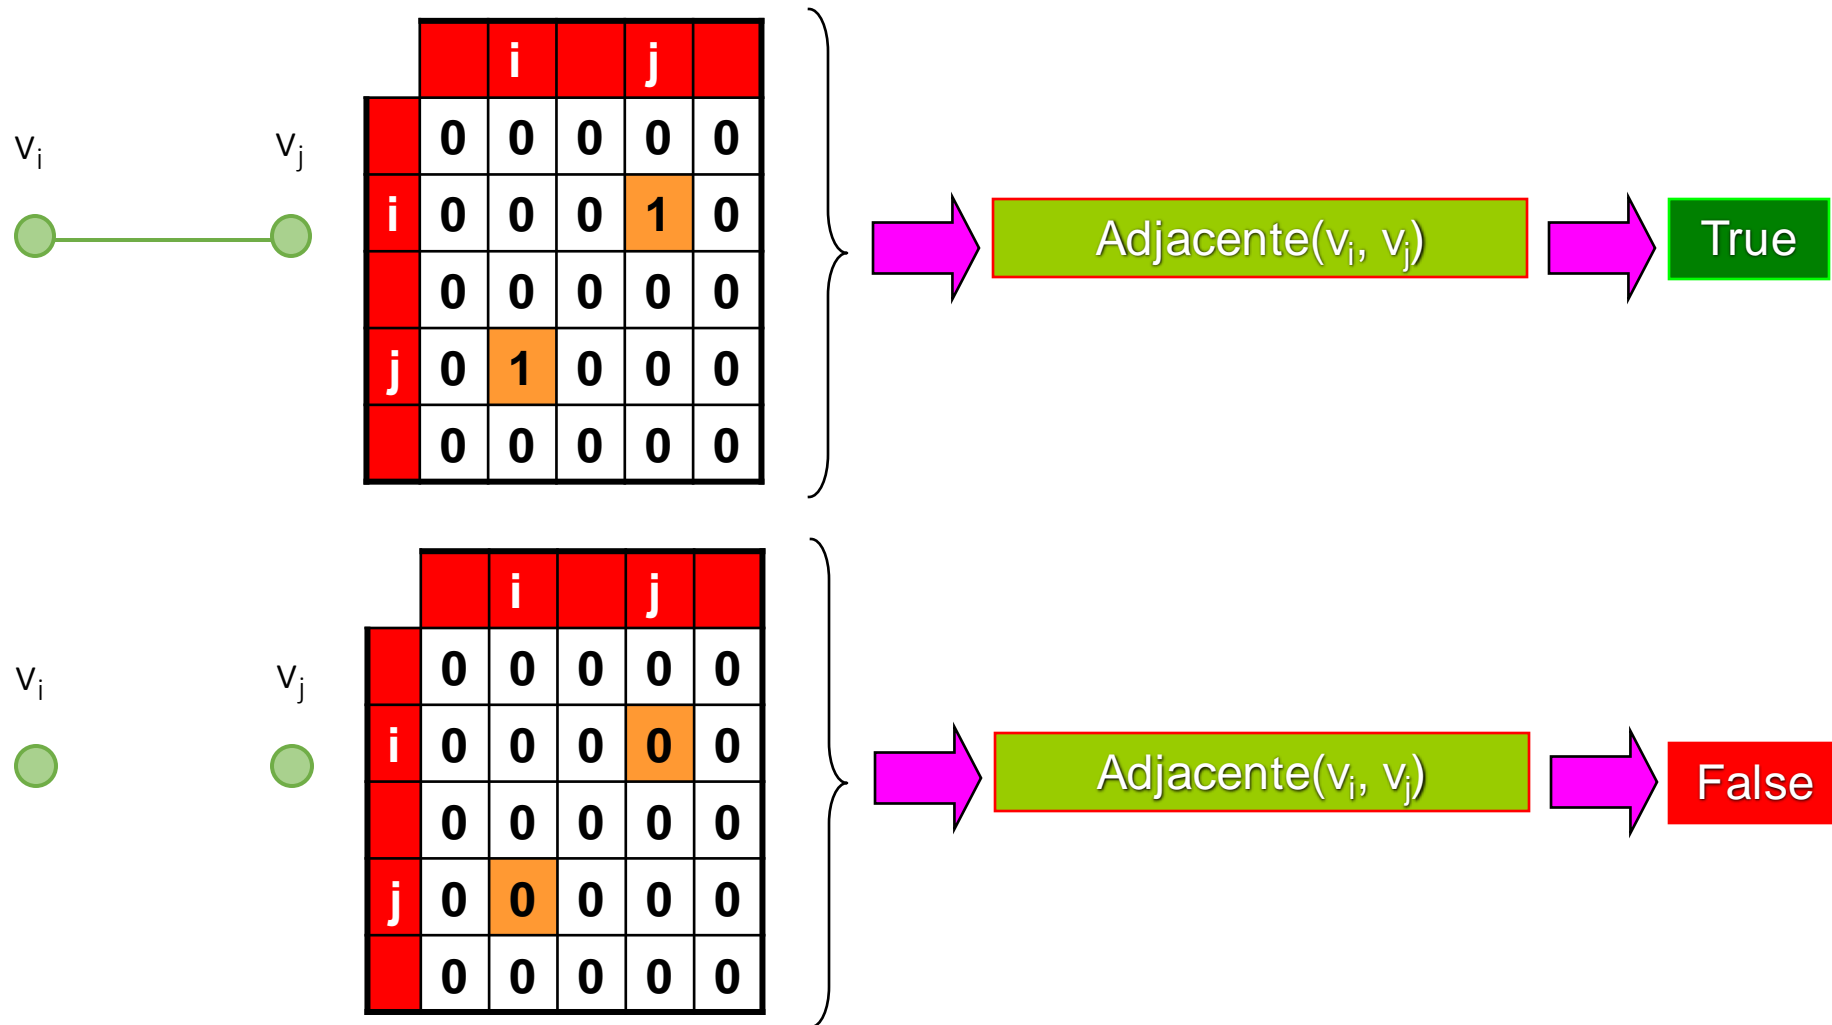 i j
0 0 0 0 0
vᵢ vⱼ
i 0 0 0 1 0
0 0 0 0 0
j 0 1 0 0 0
0 0 0 0 0
Adjacente(vᵢ, vⱼ)
True
i j
0 0 0 0 0
vᵢ vⱼ
i 0 0 0 0 0
0 0 0 0 0
j 0 0 0 0 0
0 0 0 0 0
Adjacente(vᵢ, vⱼ)
False